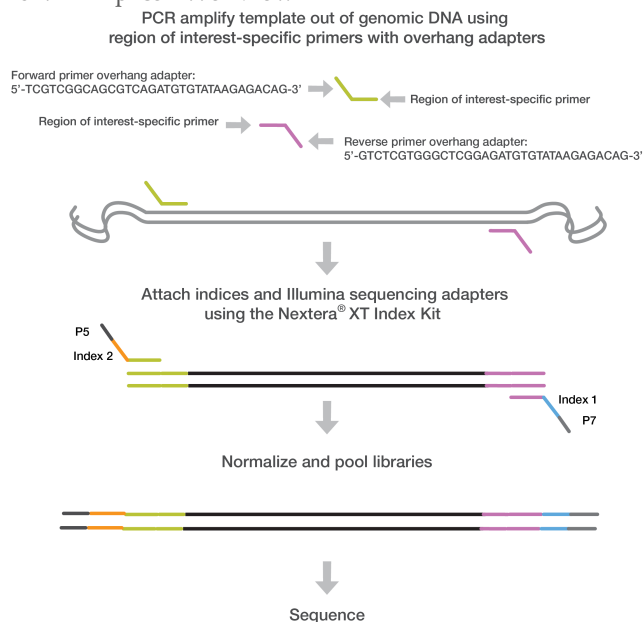 PCR amplify template out of genomic DNA using
region of interest-specific primers with overhang adapters
Forward primer overhang adapter:
5’-TCGTCGGCAGCGTCAGATGTGTATAAGAGACAG-3’
Region of interest-specific primer
Region of interest-specific primer
Reverse primer overhang adapter:
5’-GTCTCGTGGGCTCGGAGATGTGTATAAGAGACAG-3’
Attach indices and Illumina sequencing adapters
using the Nextera® XT Index Kit
P5
Index 2
Index 1
P7
Normalize and pool libraries
Sequence